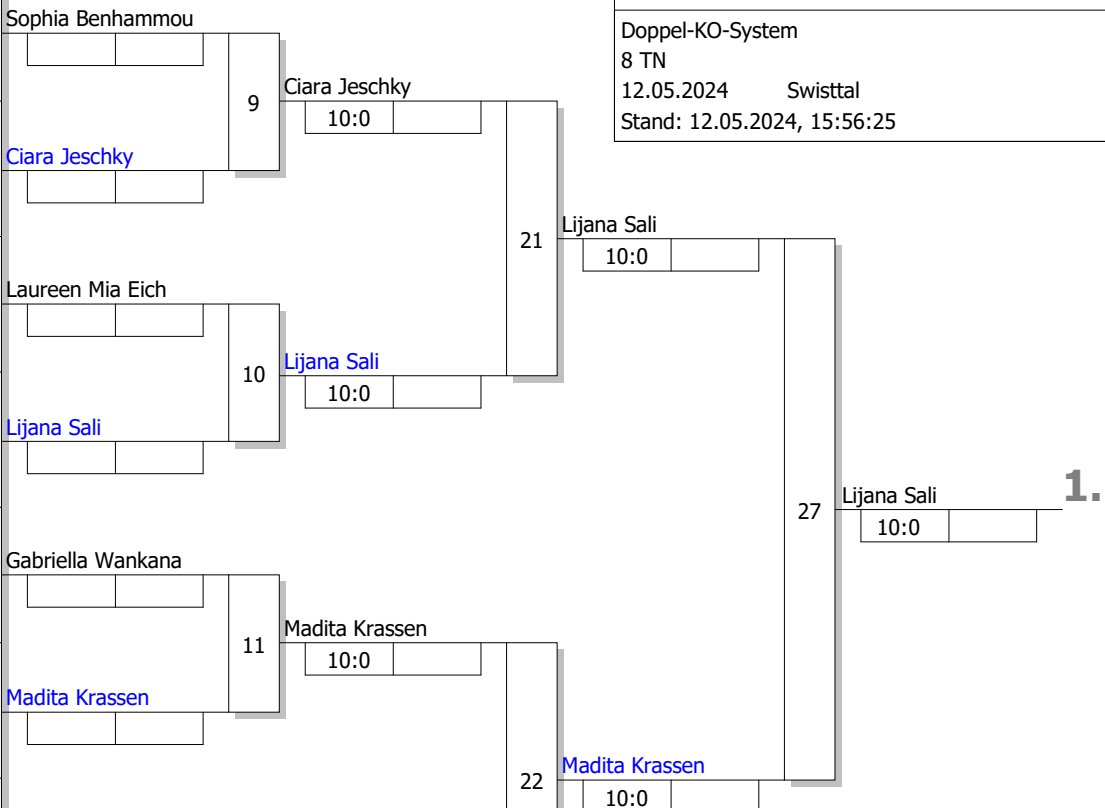 Sophia Benhammou
Doppel-KO-System
8 TN
12.05.2024 Swisttal
Stand: 12.05.2024, 15:56:25
9
Ciara Jeschky
10:0
Ciara Jeschky
21
Lijana Sali
10:0
Laureen Mia Eich
10
Lijana Sali
10:0
Lijana Sali
27
Lijana Sali
1.
10:0
Gabriella Wankana
11
Madita Krassen
10:0
Madita Krassen
22
Madita Krassen
10:0